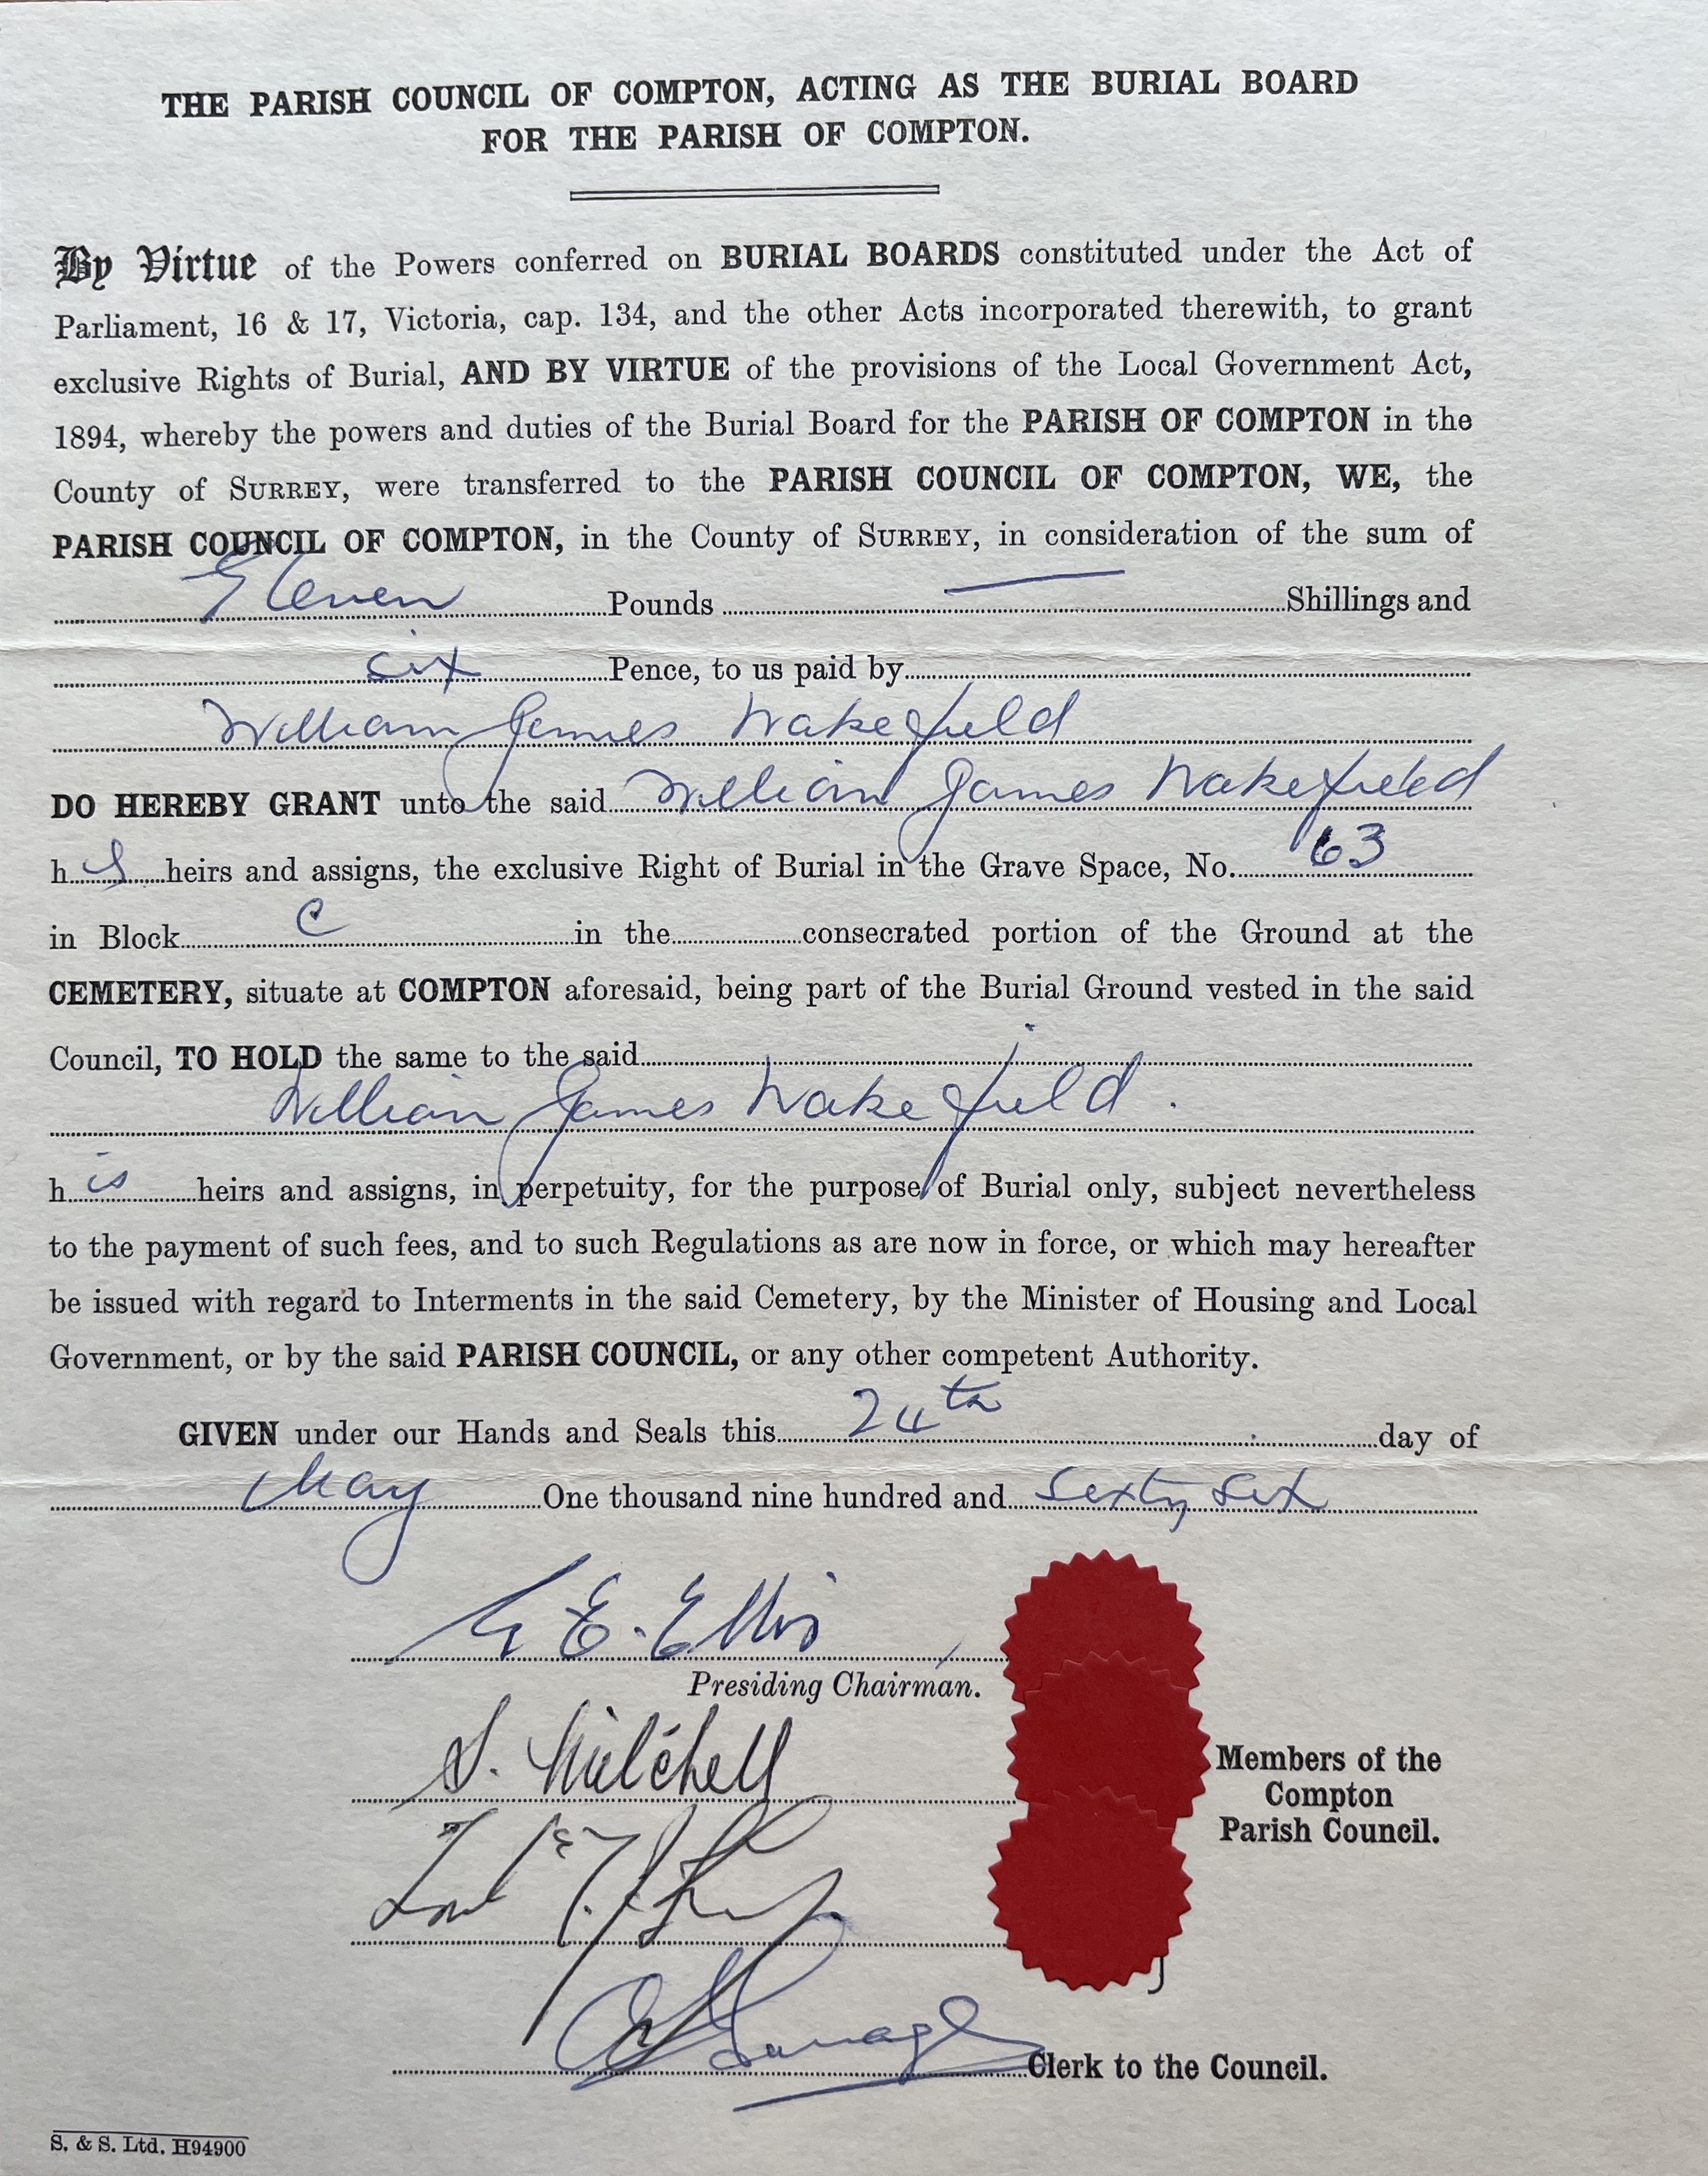 THE PARISH COUNCIL OF COMPTON, ACTING AS THE BURIAL BOARD
FOR THE PARISH OF COMPTON.
By Virtue of the Powers conferred on BURIAL BOARDS constituted under the Act of
Parliament, 16 & 17, Victoria, cap. 134, and the other Acts incorporated therewith, to grant
exclusive Rights of Burial, AND BY VIRTUE of the provisions of the Local Government Act,
1894, whereby the powers and duties of the Burial Board for the PARISH OF COMPTON in the
County of SURREY, were transferred to the PARISH COUNCIL OF COMPTON, WE, the
PARISH COUNCIL OF COMPTON, in the County of SURREY, in consideration of the sum of
Eleven Pounds — Shillings and
six Pence, to us paid by
William James Wakefield
DO HEREBY GRANT unto the said William James Wakefield
h is heirs and assigns, the exclusive Right of Burial in the Grave Space, No. 63
in Block C in the consecrated portion of the Ground at the
CEMETERY, situate at COMPTON aforesaid, being part of the Burial Ground vested in the said
Council, TO HOLD the same to the said
William James Wakefield.
h is heirs and assigns, in perpetuity, for the purpose of Burial only, subject nevertheless
to the payment of such fees, and to such Regulations as are now in force, or which may hereafter
be issued with regard to Interments in the said Cemetery, by the Minister of Housing and Local
Government, or by the said PARISH COUNCIL, or any other competent Authority.
GIVEN under our Hands and Seals this 24th day of
May One thousand nine hundred and sixty six
E. Ellis
Presiding Chairman.
S. Mitchell
Members of the
Compton
Parish Council.
Clerk to the Council.
S. & S. Ltd. H94900